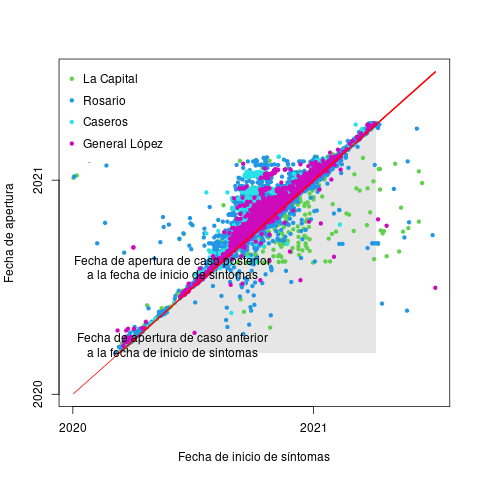 La Capital
Rosario
Caseros
General López
Fecha de apertura de caso posterior
a la fecha de inicio de síntomas
Fecha de apertura de caso anterior
a la fecha de inicio de sintomas
2021
2020
Fecha de apertura
2020
2021
Fecha de inicio de síntomas